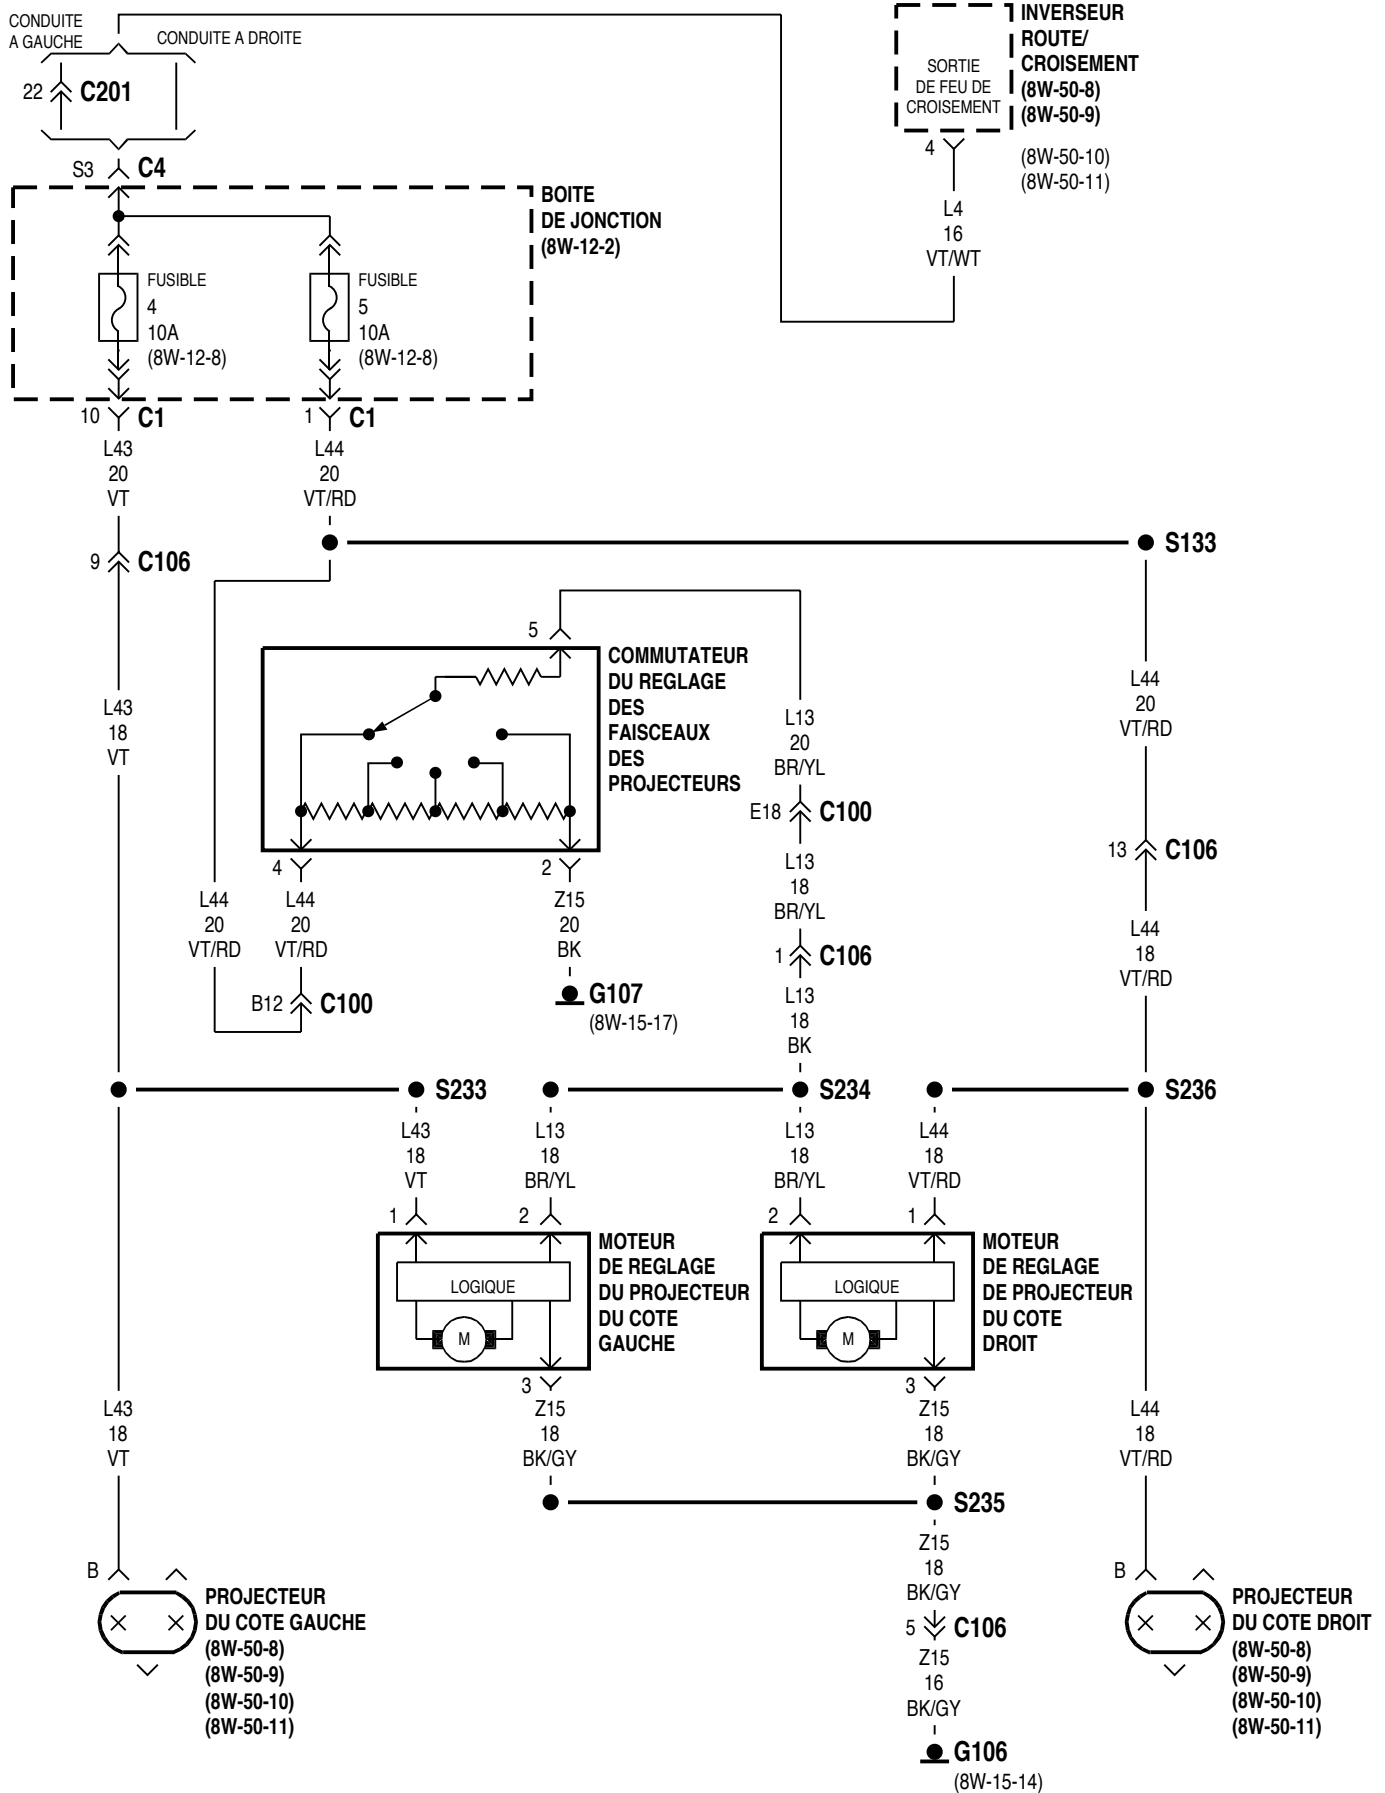 CONDUITE
A GAUCHE
CONDUITE A DROITE
22
C201
S3
C4
SORTIE
DE FEU DE
CROISEMENT
INVERSEUR
ROUTE/
CROISEMENT
(8W-50-8)
(8W-50-9)
(8W-50-10)
(8W-50-11)
4
L4
16
VT/WT
BOITE
DE JONCTION
(8W-12-2)
FUSIBLE
4
10A
(8W-12-8)
FUSIBLE
5
10A
(8W-12-8)
10
C1
1
C1
L43
20
VT
L44
20
VT/RD
9
C106
S133
5
COMMUTATEUR
DU REGLAGE
DES
FAISCEAUX
DES
PROJECTEURS
L43
18
VT
L13
20
BR/YL
L44
20
VT/RD
E18
C100
13
C106
4
2
L13
18
BR/YL
L44
20
VT/RD
L44
20
VT/RD
Z15
20
BK
1
C106
L44
18
VT/RD
B12
C100
G107
(8W-15-17)
L13
18
BK
S233
S234
S236
L43
18
VT
L13
18
BR/YL
L13
18
BR/YL
L44
18
VT/RD
1
2
2
1
LOGIQUE
M
MOTEUR
DE REGLAGE
DU PROJECTEUR
DU COTE
GAUCHE
LOGIQUE
M
MOTEUR
DE REGLAGE
DE PROJECTEUR
DU COTE
DROIT
3
3
L43
18
VT
Z15
18
BK/GY
Z15
18
BK/GY
L44
18
VT/RD
S235
Z15
18
BK/GY
B
PROJECTEUR
DU COTE GAUCHE
(8W-50-8)
(8W-50-9)
(8W-50-10)
(8W-50-11)
5
C106
Z15
16
BK/GY
G106
(8W-15-14)
B
PROJECTEUR
DU COTE DROIT
(8W-50-8)
(8W-50-9)
(8W-50-10)
(8W-50-11)